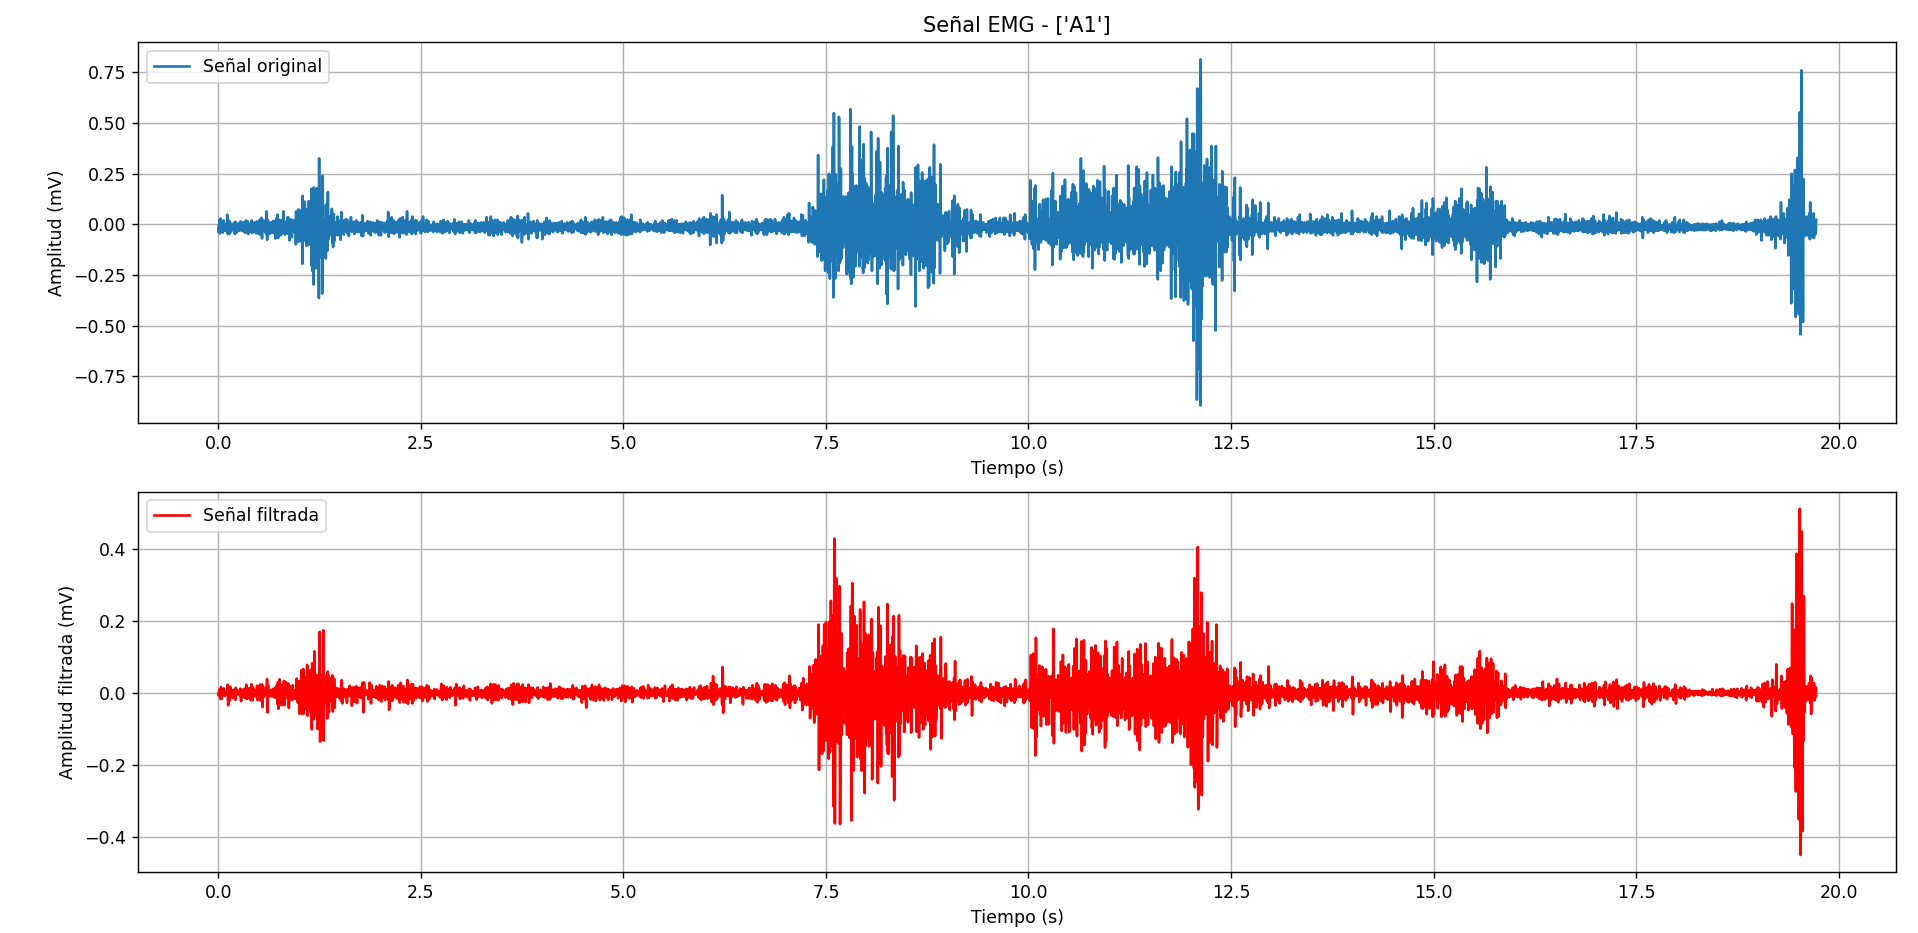 Señal EMG - ['A1']
Señal original
Amplitud (mV)
0.75
0.50
0.25
0.00
−0.25
−0.50
−0.75
0.0 2.5 5.0 7.5 10.0 12.5 15.0 17.5 20.0
Tiempo (s)
Señal filtrada
Amplitud filtrada (mV)
0.4
0.2
0.0
−0.2
−0.4
0.0 2.5 5.0 7.5 10.0 12.5 15.0 17.5 20.0
Tiempo (s)